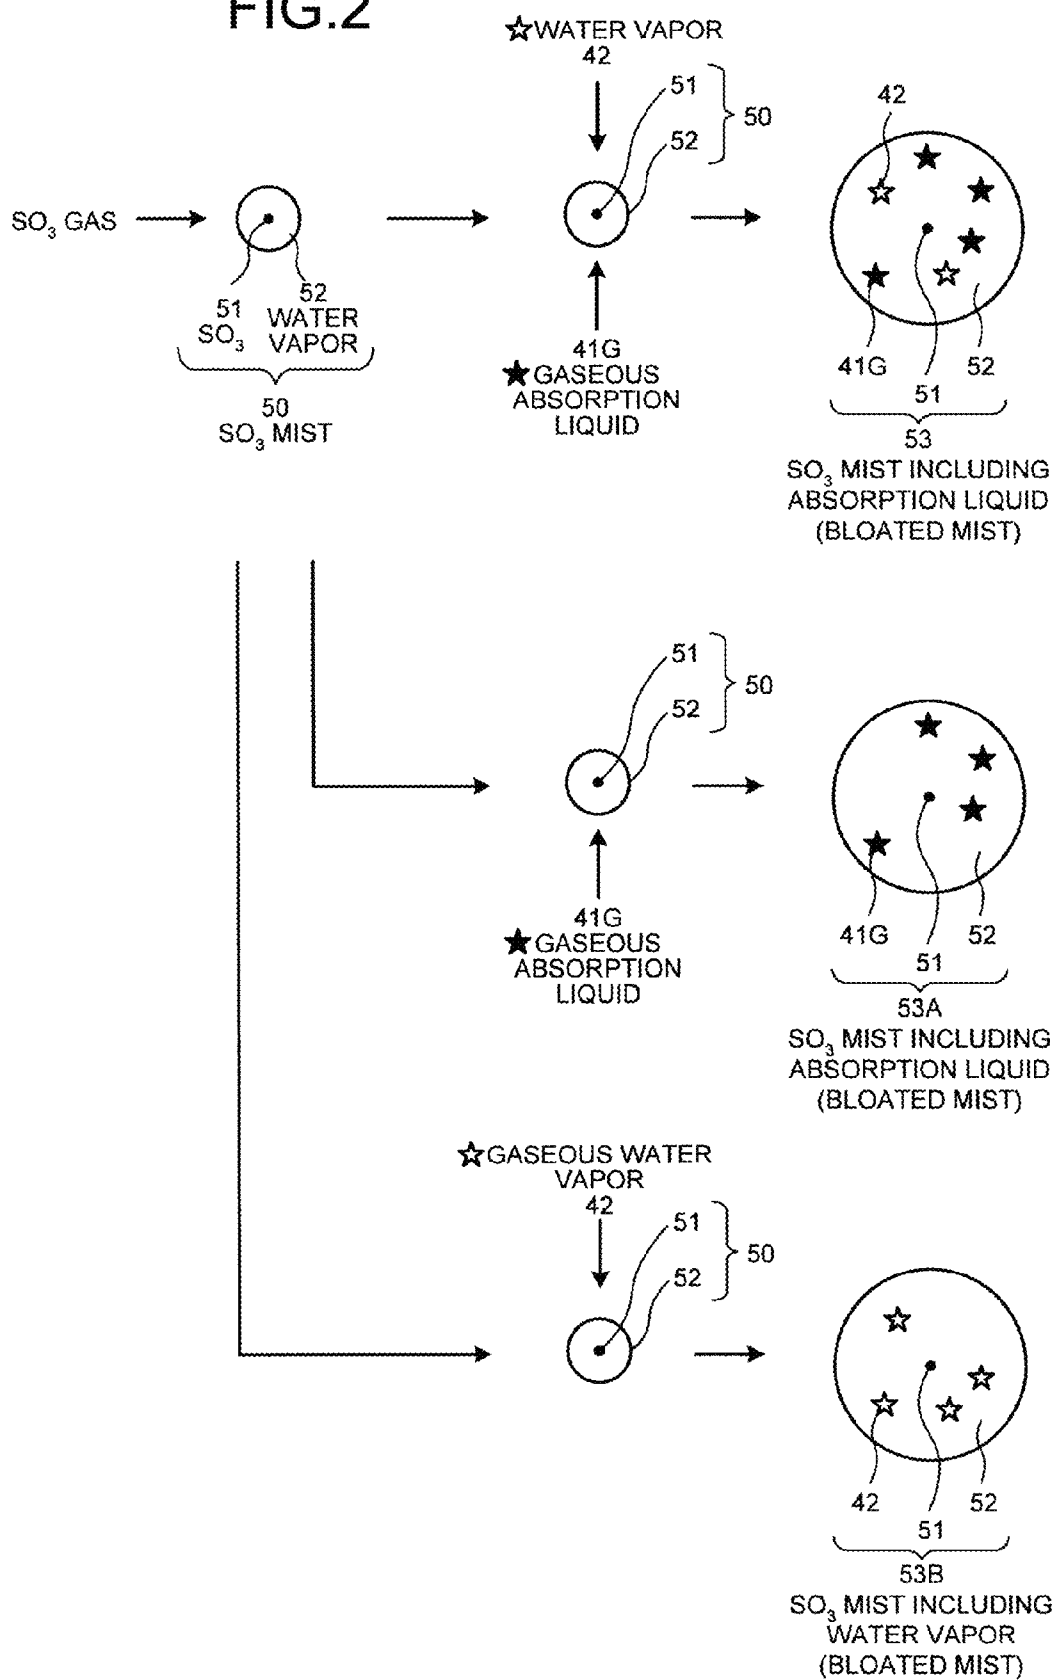 FIG.2
☆WATER VAPOR
42
51
52
50
42
SO₃ GAS
51
SO₃
52
WATER
VAPOR
50
SO₃ MIST
41G
★GASEOUS
ABSORPTION
LIQUID
41G
52
51
53
SO₃ MIST INCLUDING
ABSORPTION LIQUID
(BLOATED MIST)
51
52
50
41G
★GASEOUS
ABSORPTION
LIQUID
41G
52
51
53A
SO₃ MIST INCLUDING
ABSORPTION LIQUID
(BLOATED MIST)
☆GASEOUS WATER
VAPOR
42
51
52
50
42
52
51
53B
SO₃ MIST INCLUDING
WATER VAPOR
(BLOATED MIST)